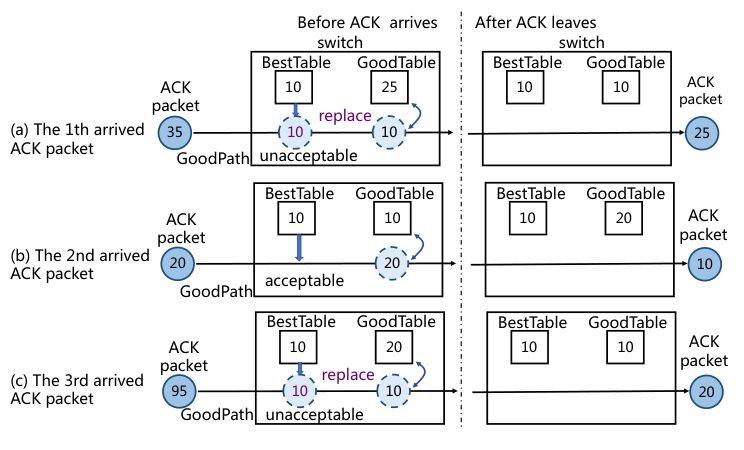 Before ACK arrives
After ACK leaves
switch
switch
BestTable
GoodTable
BestTable
GoodTable
ACK
packet
10
25
10
10
ACK
packet
(a) The 1th arrived
ACK packet
35
10
replace
10
25
GoodPath
unacceptable
BestTable
GoodTable
BestTable
GoodTable
ACK
packet
10
10
10
20
ACK
packet
(b) The 2nd arrived
ACK packet
20
20
10
GoodPath
acceptable
BestTable
GoodTable
BestTable
GoodTable
ACK
packet
10
20
10
10
ACK
packet
(c) The 3rd arrived
ACK packet
95
10
replace
10
20
GoodPath
unacceptable